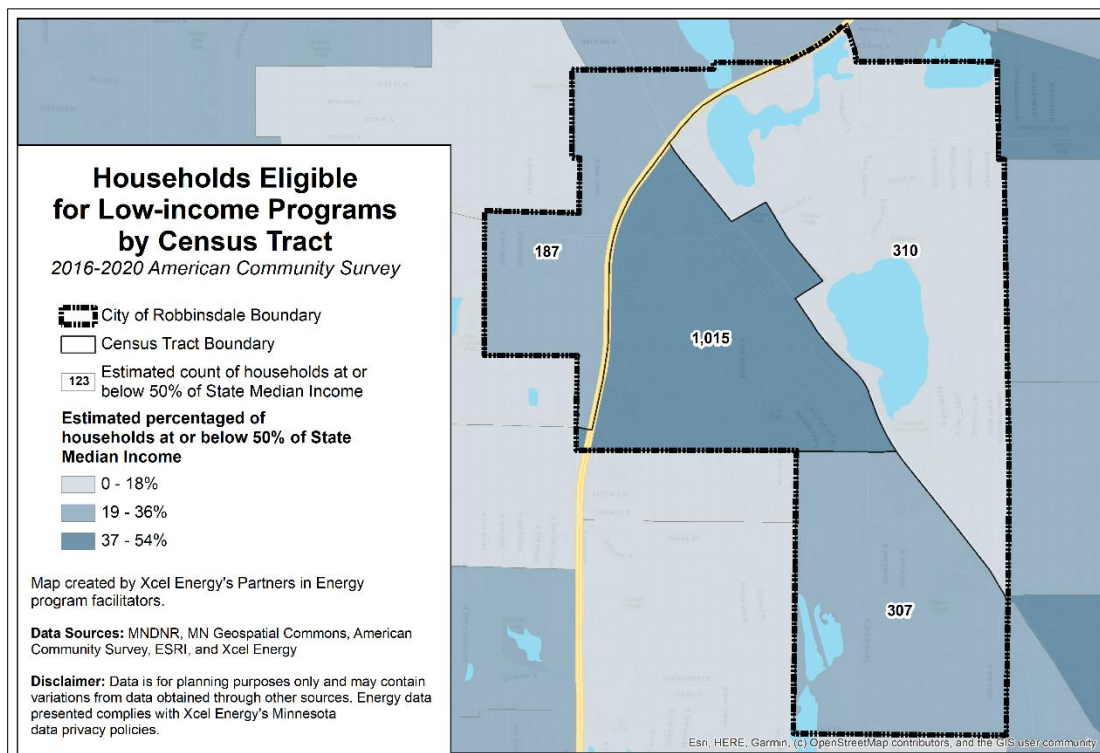 Households Eligible
for Low-income Programs
by Census Tract
2016-2020 American Community Survey
City of Robbinsdale Boundary
Census Tract Boundary
123
Estimated count of households at or
below 50% of State Median Income
Estimated percentaged of
households at or below 50% of State
Median Income
0 - 18%
19 - 36%
37 - 54%
Map created by Xcel Energy's Partners in Energy
program facilitators.
Data Sources: MNDNR, MN Geospatial Commons, American
Community Survey, ESRI, and Xcel Energy
Disclaimer: Data is for planning purposes only and may contain
variations from data obtained through other sources. Energy data
presented complies with Xcel Energy's Minnesota
data privacy policies.
187
310
1,015
307
Esri, HERE, Garmin, (c) OpenStreetMap contributors, and the GIS user community